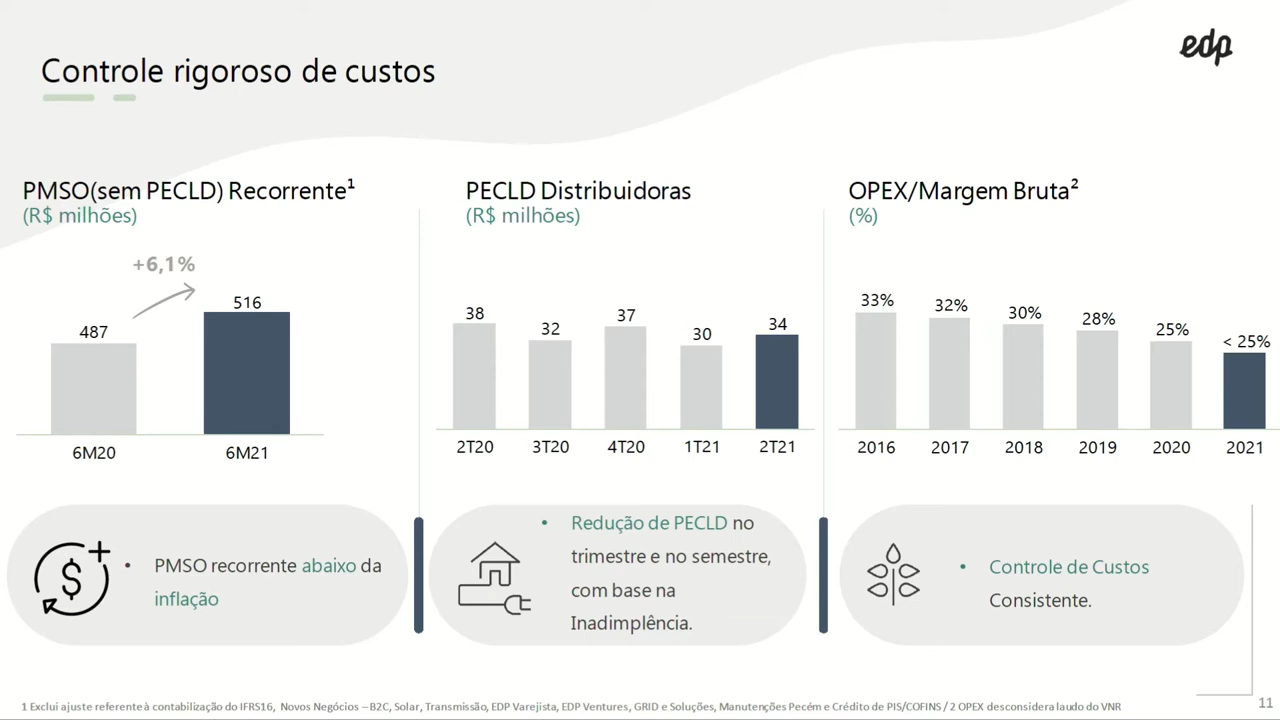 edp
Controle rigoroso de custos
PMSO(sem PECLD) Recorrente¹
(R$ milhões)
+6,1%
487
516
6M20
6M21
PECLD Distribuidoras
(R$ milhões)
38
32
37
30
34
2T20
3T20
4T20
1T21
2T21
OPEX/Margem Bruta²
(%)
33%
32%
30%
28%
25%
< 25%
2016
2017
2018
2019
2020
2021
$
• PMSO recorrente abaixo da
inflação
• Redução de PECLD no
trimestre e no semestre,
com base na
Inadimplência.
• Controle de Custos
Consistente.
1 Exclui ajuste referente à contabilização do IFRS16, Novos Negócios – B2C, Solar, Transmissão, EDP Varejista, EDP Ventures, GRID e Soluções, Manutenções Pecém e Crédito de PIS/COFINS / 2 OPEX desconsidera laudo do VNR
11